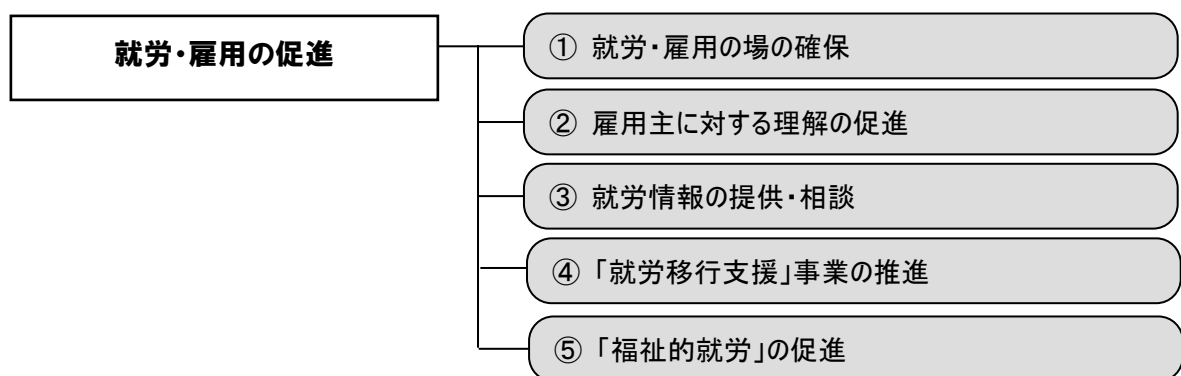 就労・雇用の促進
① 就労・雇用の場の確保
② 雇用主に対する理解の促進
③ 就労情報の提供・相談
④ 「就労移行支援」事業の推進
⑤ 「福祉的就労」の促進